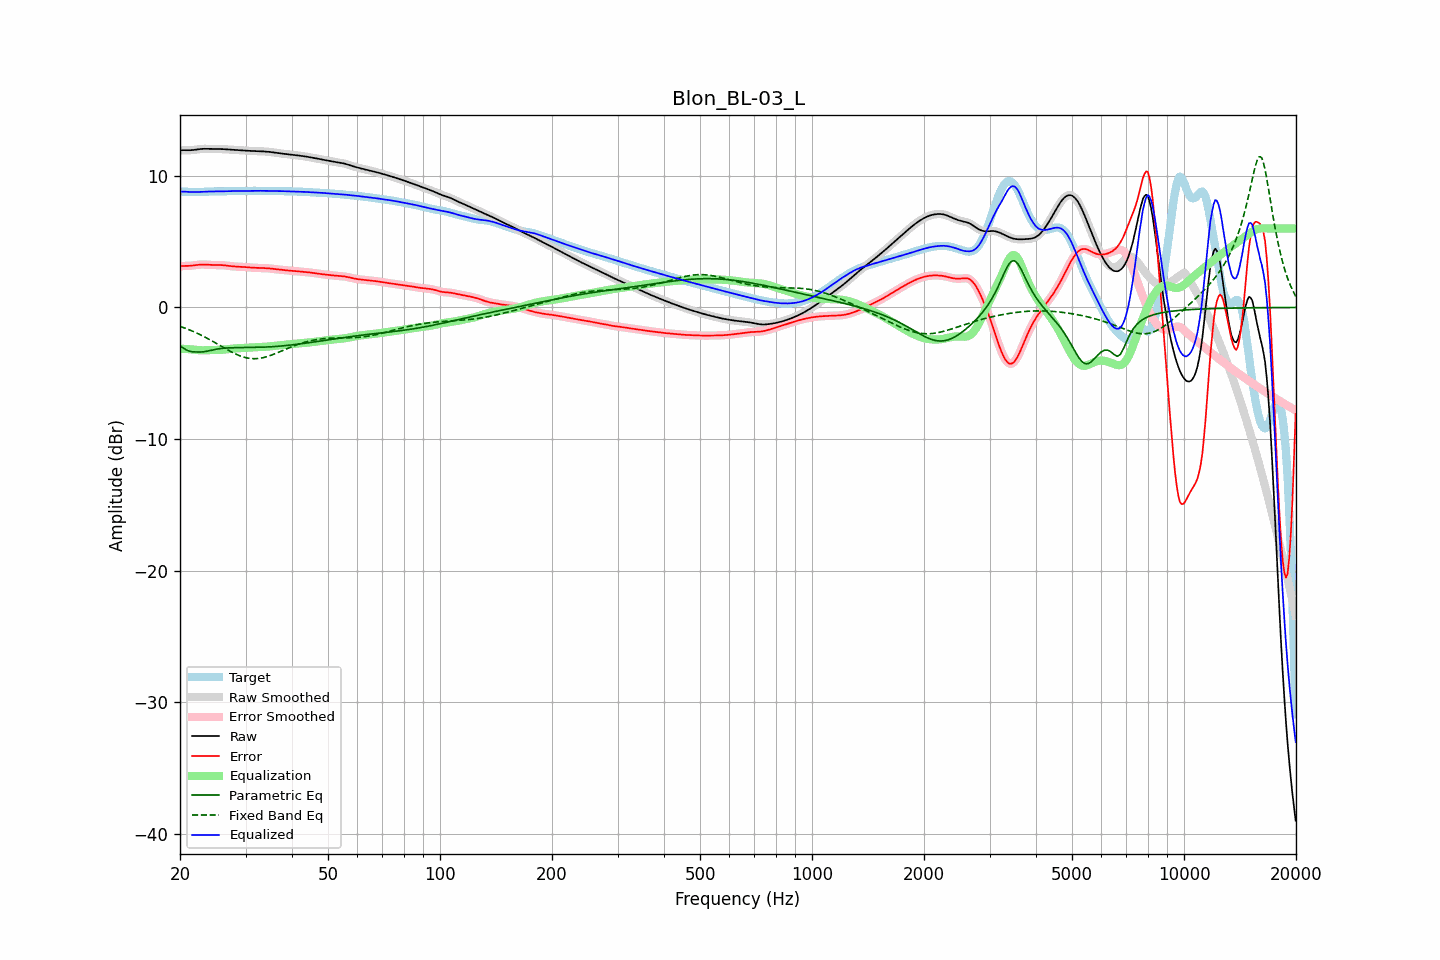 Blon_BL-03_L
Amplitude (dBr)
10
0
−10
−20
−30
−40
Target
Raw Smoothed
Error Smoothed
Raw
Error
Equalization
Parametric Eq
Fixed Band Eq
Equalized
20 50 100 200 500 1000 2000 5000 10000 20000
Frequency (Hz)